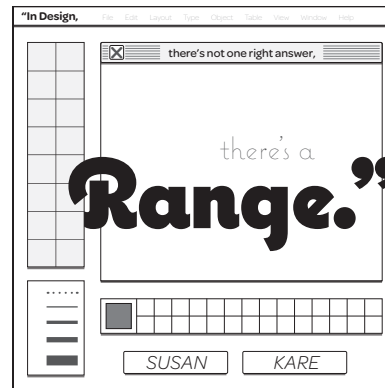 “In Design, File Edit Layout Type Object Table View Window Help
there's not one right answer,
there's a
Range.”
SUSAN KARE